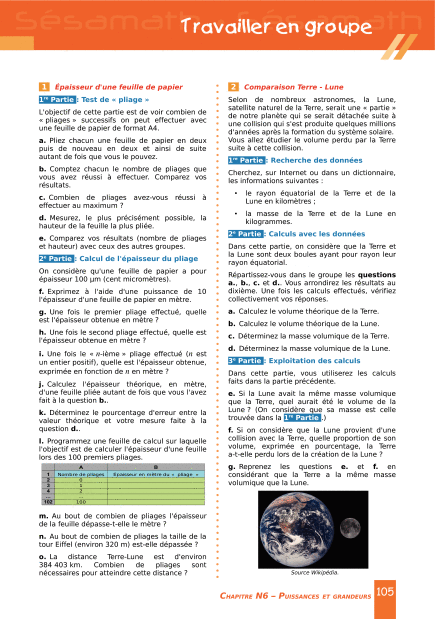 Sésamath
Sésamath
Travailler en groupe
1 Épaisseur d'une feuille de papier
1re Partie : Test de « pliage »
L'objectif de cette partie est de voir combien de
« pliages » successifs on peut effectuer avec
une feuille de papier de format A4.
a. Pliez chacun une feuille de papier en deux
puis de nouveau en deux et ainsi de suite
autant de fois que vous le pouvez.
b. Comptez chacun le nombre de pliages que
vous avez réussi à effectuer. Comparez vos
résultats.
c. Combien de pliages avez-vous réussi à
effectuer au maximum ?
d. Mesurez, le plus précisément possible, la
hauteur de la feuille la plus pliée.
e. Comparez vos résultats (nombre de pliages
et hauteur) avec ceux des autres groupes.
2e Partie : Calcul de l'épaisseur du pliage
On considère qu'une feuille de papier a pour
épaisseur 100 µm (cent micromètres).
f. Exprimez à l'aide d'une puissance de 10
l'épaisseur d'une feuille de papier en mètre.
g. Une fois le premier pliage effectué, quelle
est l'épaisseur obtenue en mètre ?
h. Une fois le second pliage effectué, quelle est
l'épaisseur obtenue en mètre ?
i. Une fois le « n-ième » pliage effectué (n est
un entier positif), quelle est l'épaisseur obtenue,
exprimée en fonction de n en mètre ?
j. Calculez l'épaisseur théorique, en mètre,
d'une feuille pliée autant de fois que vous l'avez
fait à la question b..
k. Déterminez le pourcentage d'erreur entre la
valeur théorique et votre mesure faite à la
question d..
l. Programmez une feuille de calcul sur laquelle
l'objectif est de calculer l'épaisseur d'une feuille
lors des 100 premiers pliages.
A B
1 Nombre de pliages Épaisseur en mètre du « pliage »
2 0
3 1
4 2
... ...
102 100
m. Au bout de combien de pliages l'épaisseur
de la feuille dépasse-t-elle le mètre ?
n. Au bout de combien de pliages la taille de la
tour Eiffel (environ 320 m) est-elle dépassée ?
o. La distance Terre-Lune est d'environ
384 403 km. Combien de pliages sont
nécessaires pour atteindre cette distance ?
2 Comparaison Terre - Lune
Selon de nombreux astronomes, la Lune,
satellite naturel de la Terre, serait une « partie »
de notre planète qui se serait détachée suite à
une collision qui s'est produite quelques millions
d'années après la formation du système solaire.
Vous allez étudier le volume perdu par la Terre
suite à cette collision.
1re Partie : Recherche des données
Cherchez, sur Internet ou dans un dictionnaire,
les informations suivantes :
• le rayon équatorial de la Terre et de la
Lune en kilomètres ;
• la masse de la Terre et de la Lune en
kilogrammes.
2e Partie : Calculs avec les données
Dans cette partie, on considère que la Terre et
la Lune sont deux boules ayant pour rayon leur
rayon équatorial.
Répartissez-vous dans le groupe les questions
a., b., c. et d.. Vous arrondirez les résultats au
dixième. Une fois les calculs effectués, vérifiez
collectivement vos réponses.
a. Calculez le volume théorique de la Terre.
b. Calculez le volume théorique de la Lune.
c. Déterminez la masse volumique de la Terre.
d. Déterminez la masse volumique de la Lune.
3e Partie : Exploitation des calculs
Dans cette partie, vous utiliserez les calculs
faits dans la partie précédente.
e. Si la Lune avait la même masse volumique
que la Terre, quel aurait été le volume de la
Lune ? (On considère que sa masse est celle
trouvée dans la 1re Partie.)
f. Si on considère que la Lune provient d'une
collision avec la Terre, quelle proportion de son
volume, exprimée en pourcentage, la Terre
a-t-elle perdu lors de la création de la Lune ?
g. Reprenez les questions e. et f. en
considérant que la Terre a la même masse
volumique que la Lune.
Source Wikipédia.
CHAPITRE N6 – PUISSANCES ET GRANDEURS 105